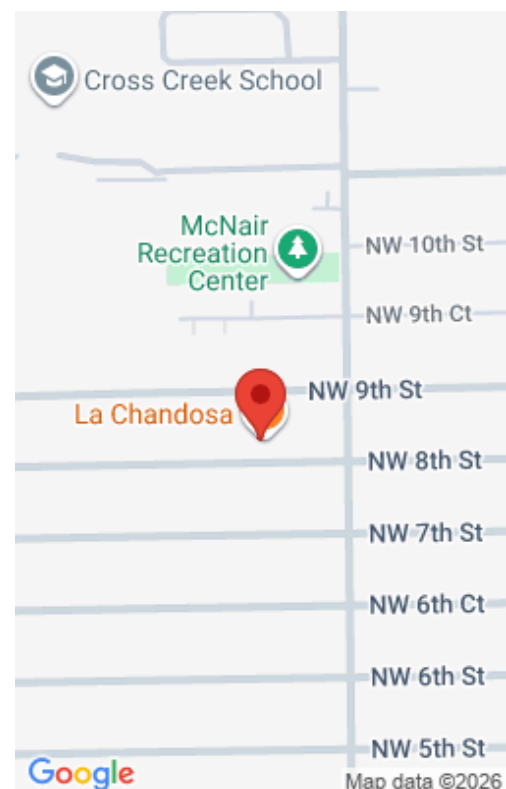 Cross Creek School
McNair
Recreation
Center
NW 10th St
NW 9th Ct
NW 9th St
La Chandosa
NW 8th St
NW 7th St
NW 6th Ct
NW 6th St
NW 5th St
Google
Map data ©2026